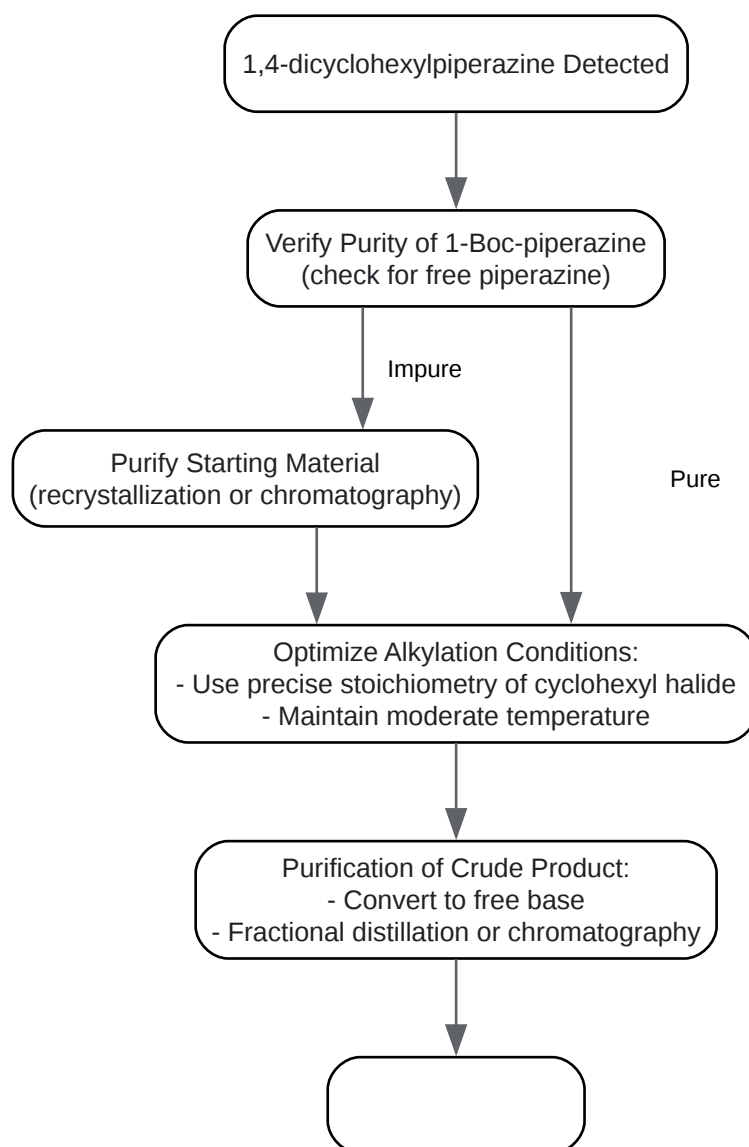 1,4-dicyclohexylpiperazine Detected
Verify Purity of 1-Boc-piperazine
(check for free piperazine)
Impure
Purify Starting Material
(recrystallization or chromatography)
Pure
Optimize Alkylation Conditions:
- Use precise stoichiometry of cyclohexyl halide
- Maintain moderate temperature
Purification of Crude Product:
- Convert to free base
- Fractional distillation or chromatography